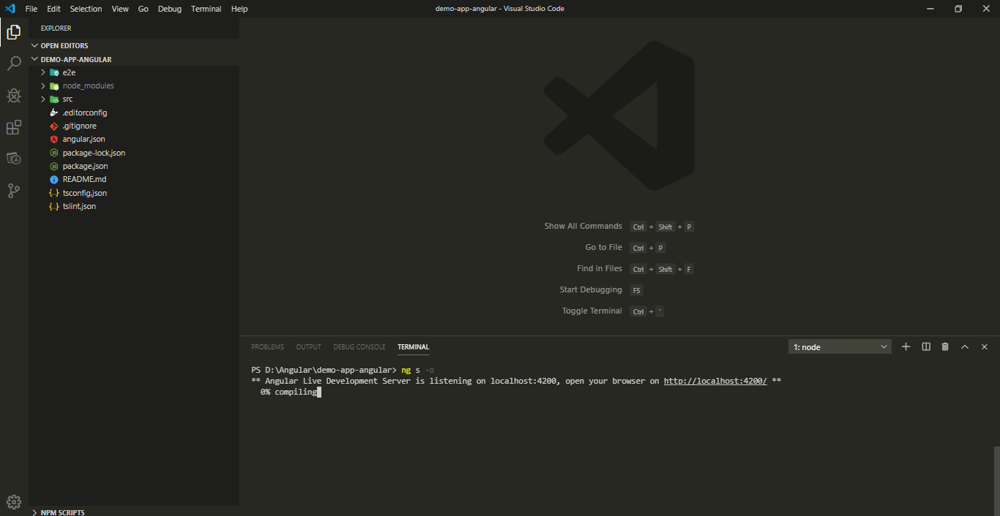 File Edit Selection View Go Debug Terminal Help
demo-app-angular - Visual Studio Code
EXPLORER
OPEN EDITORS
DEMO-APP-ANGULAR
e2e
node_modules
src
.editorconfig
.gitignore
angular.json
package-lock.json
package.json
README.md
tsconfig.json
tslint.json
NPM SCRIPTS
Show All Commands Ctrl + Shift + P
Go to File Ctrl + P
Find in Files Ctrl + Shift + F
Start Debugging F5
Toggle Terminal Ctrl + `
PROBLEMS OUTPUT DEBUG CONSOLE TERMINAL
1: node
PS D:\Angular\demo-app-angular> ng s -o
** Angular Live Development Server is listening on localhost:4200, open your browser on http://localhost:4200/ **
0% compiling